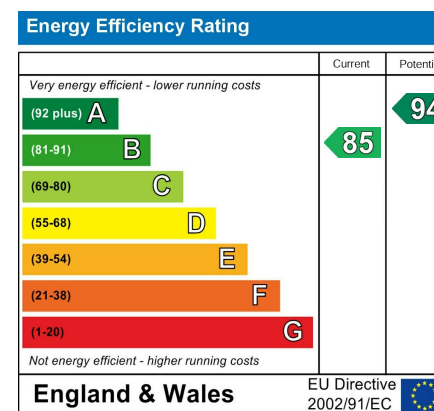 Energy Efficiency Rating
Current Potenti
Very energy efficient - lower running costs
(92 plus) A
94
(81-91) B
85
(69-80) C
(55-68) D
(39-54) E
(21-38) F
(1-20) G
Not energy efficient - higher running costs
England & Wales
EU Directive
2002/91/EC